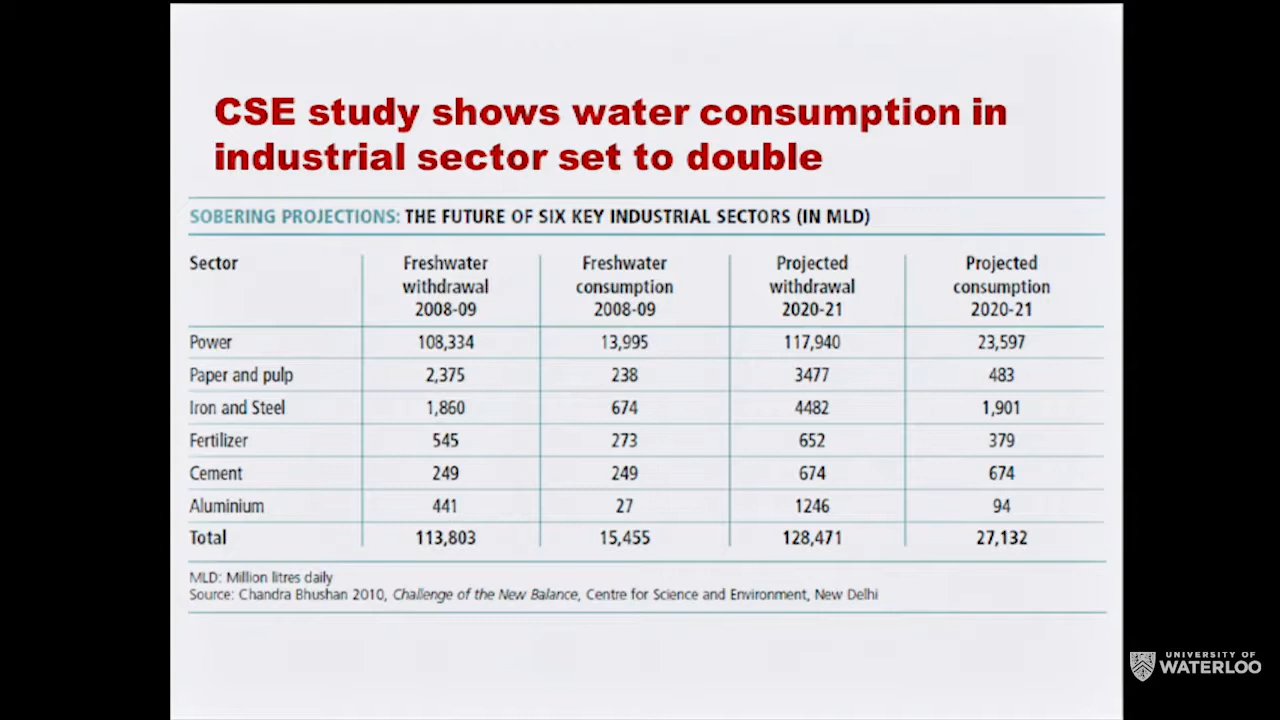 CSE study shows water consumption in
industrial sector set to double
SOBERING PROJECTIONS: THE FUTURE OF SIX KEY INDUSTRIAL SECTORS (IN MLD)
Sector Freshwater withdrawal 2008-09 Freshwater consumption 2008-09 Projected withdrawal 2020-21 Projected consumption 2020-21
Power 108,334 13,995 117,940 23,597
Paper and pulp 2,375 238 3477 483
Iron and Steel 1,860 674 4482 1,901
Fertilizer 545 273 652 379
Cement 249 249 674 674
Aluminium 441 27 1246 94
Total 113,803 15,455 128,471 27,132
MLD: Million litres daily
Source: Chandra Bhushan 2010, Challenge of the New Balance, Centre for Science and Environment, New Delhi
UNIVERSITY OF
WATERLOO